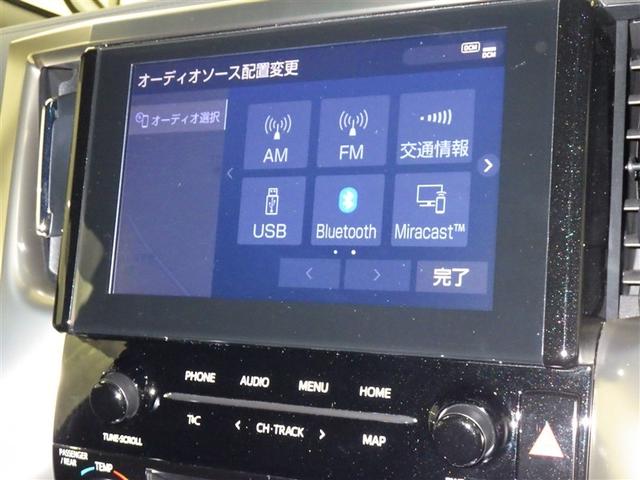 DCM
DCM
オーディオソース配置変更
オーディオ選択
AM
FM
交通情報
USB
Bluetooth
Miracast™
完了
PHONE
AUDIO
MENU
HOME
T/C
CH·TRACK
MAP
TUNE·SCROLL
PASSENGER
/REAR
TEMP